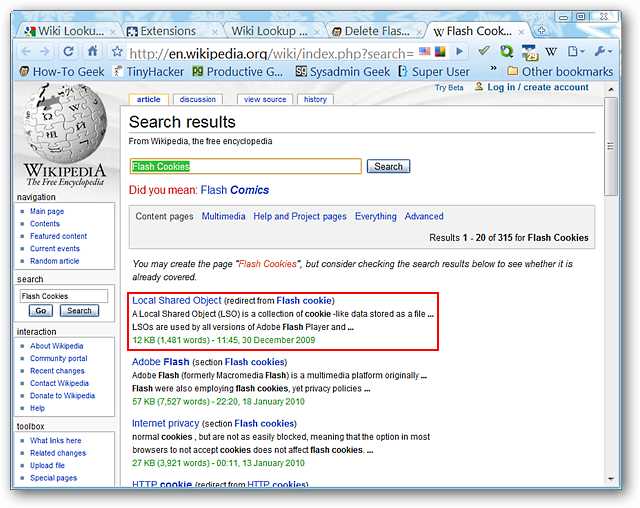 Wiki Looku...
Extensions
Wiki Lookup ...
Delete Flas...
Flash Cook...
http://en.wikipedia.org/wiki/index.php?search=
How-To Geek
TinyHacker
Productive G...
Sysadmin Geek
Super User
»
Other bookmarks
Try Beta
Log in / create account
article
discussion
view source
history
WIKIPEDIA
The Free Encyclopedia
navigation
Main page
Contents
Featured content
Current events
Random article
search
Flash Cookies
Go
Search
interaction
About Wikipedia
Community portal
Recent changes
Contact Wikipedia
Donate to Wikipedia
Help
toolbox
What links here
Related changes
Upload file
Special pages
Search results
From Wikipedia, the free encyclopedia
Flash Cookies
Search
Did you mean: Flash Comics
Content pages Multimedia Help and Project pages Everything Advanced
Results 1 - 20 of 315 for Flash Cookies
You may create the page "Flash Cookies", but consider checking the search results below to see whether it is
already covered.
Local Shared Object (redirect from Flash cookie)
A Local Shared Object (LSO) is a collection of cookie -like data stored as a file ...
LSOs are used by all versions of Adobe Flash Player and ...
12 KB (1,481 words) - 11:45, 30 December 2009
Adobe Flash (section Flash cookies)
Adobe Flash (formerly Macromedia Flash) is a multimedia platform originally ...
Flash were also employing flash cookies, yet privacy policies ...
57 KB (7,527 words) - 22:20, 18 January 2010
Internet privacy (section Flash cookies)
normal cookies , but are not as easily blocked, meaning that the option in most
browsers to not accept cookies does not affect flash cookies. ...
27 KB (3,921 words) - 00:11, 13 January 2010
HTTP cookie (redirect from HTTP cookies)